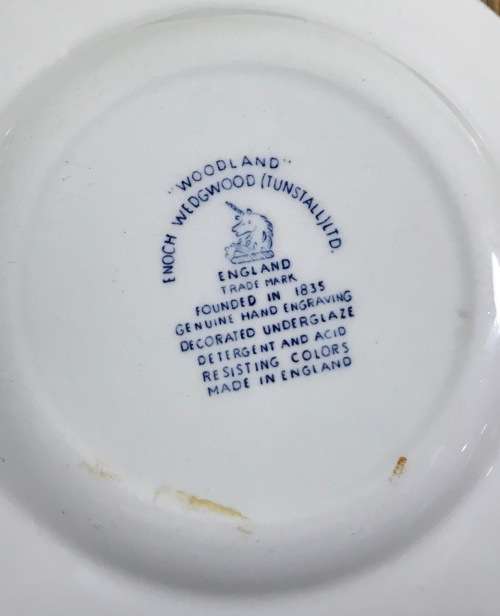 "WOODLAND"
ENOCH WEDGWOOD (TUNSTALL) LTD.
ENGLAND
TRADE MARK
FOUNDED IN 1835
GENUINE HAND ENGRAVING
DECORATED UNDERGLAZE
DETERGENT AND ACID
RESISTING COLORS
MADE IN ENGLAND